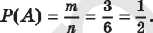 P(A) = m/n = 3/6 = 1/2.